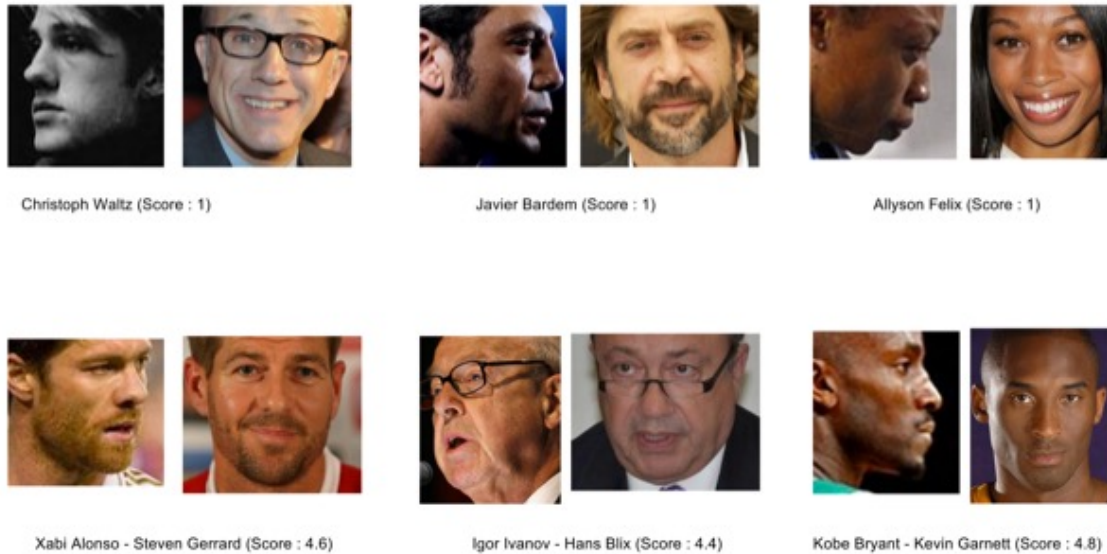 Christoph Waltz (Score : 1)
Javier Bardem (Score : 1)
Allyson Felix (Score : 1)
Xabi Alonso - Steven Gerrard (Score : 4.6)
Igor Ivanov - Hans Blix (Score : 4.4)
Kobe Bryant - Kevin Garnett (Score : 4.8)